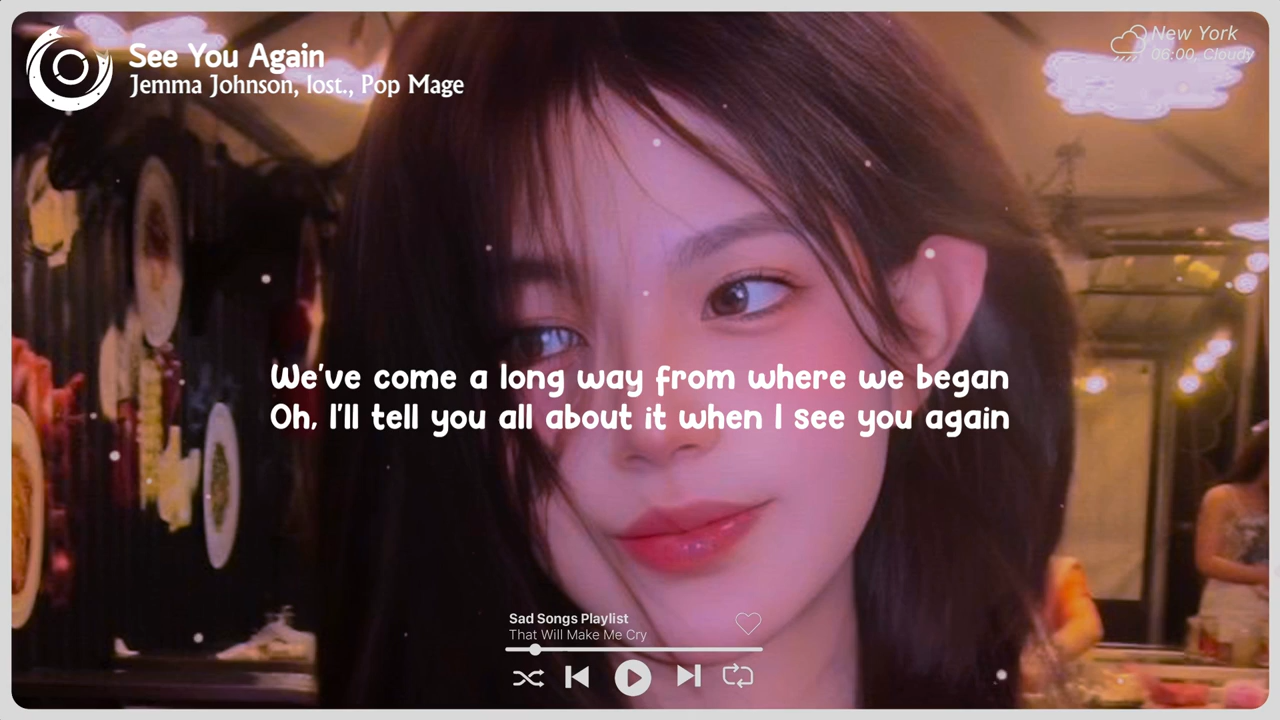 See You Again
Jemma Johnson, lost., Pop Mage
New York
06:00, Cloudy
We've come a long way from where we began
Oh, I'll tell you all about it when I see you again
Sad Songs Playlist
That Will Make Me Cry